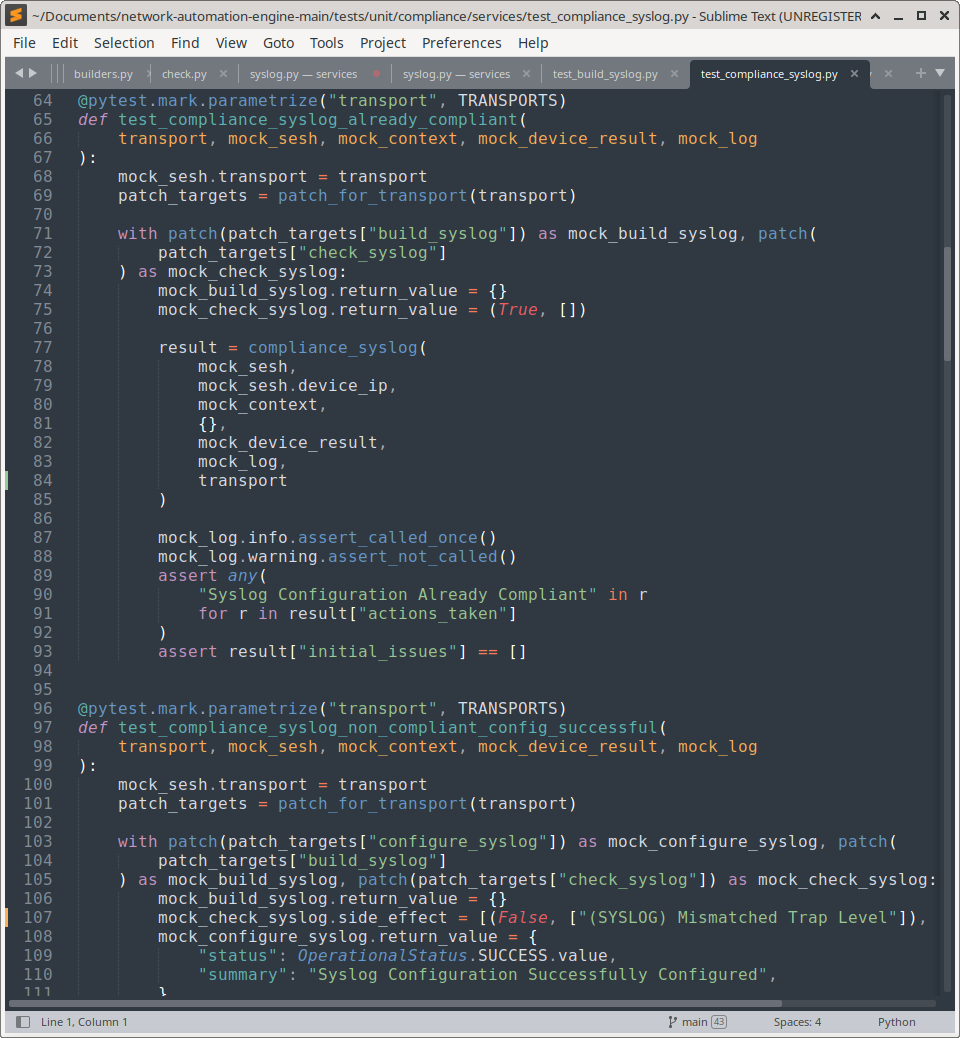 ~/Documents/network-automation-engine-main/tests/unit/compliance/services/test_compliance_syslog.py - Sublime Text (UNREGISTER
File Edit Selection Find View Goto Tools Project Preferences Help
builders.py check.py syslog.py — services syslog.py — services test_build_syslog.py test_compliance_syslog.py
64 @pytest.mark.parametrize("transport", TRANSPORTS)
65 def test_compliance_syslog_already_compliant(
66     transport, mock_sesh, mock_context, mock_device_result, mock_log
67 ):
68     mock_sesh.transport = transport
69     patch_targets = patch_for_transport(transport)
70
71     with patch(patch_targets["build_syslog"]) as mock_build_syslog, patch(
72         patch_targets["check_syslog"]
73     ) as mock_check_syslog:
74         mock_build_syslog.return_value = {}
75         mock_check_syslog.return_value = (True, [])
76
77         result = compliance_syslog(
78             mock_sesh,
79             mock_sesh.device_ip,
80             mock_context,
81             {},
82             mock_device_result,
83             mock_log,
84             transport
85         )
86
87         mock_log.info.assert_called_once()
88         mock_log.warning.assert_not_called()
89         assert any(
90             "Syslog Configuration Already Compliant" in r
91             for r in result["actions_taken"]
92         )
93         assert result["initial_issues"] == []
94
95
96 @pytest.mark.parametrize("transport", TRANSPORTS)
97 def test_compliance_syslog_non_compliant_config_successful(
98     transport, mock_sesh, mock_context, mock_device_result, mock_log
99 ):
100     mock_sesh.transport = transport
101     patch_targets = patch_for_transport(transport)
102
103     with patch(patch_targets["configure_syslog"]) as mock_configure_syslog, patch(
104         patch_targets["build_syslog"]
105     ) as mock_build_syslog, patch(patch_targets["check_syslog"]) as mock_check_syslog:
106         mock_build_syslog.return_value = {}
107         mock_check_syslog.side_effect = [(False, ["(SYSLOG) Mismatched Trap Level"]),
108         mock_configure_syslog.return_value = {
109             "status": OperationalStatus.SUCCESS.value,
110             "summary": "Syslog Configuration Successfully Configured",
111         }
Line 1, Column 1 main 43 Spaces: 4 Python